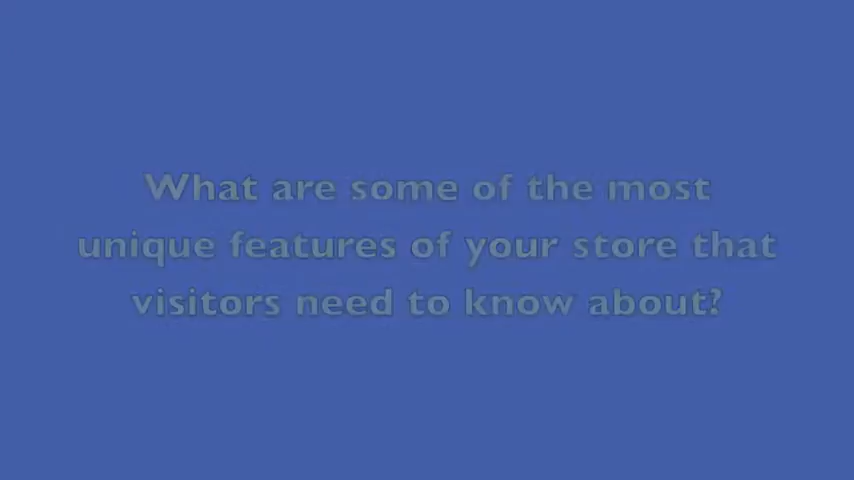 What are some of the most
unique features of your store that
visitors need to know about?